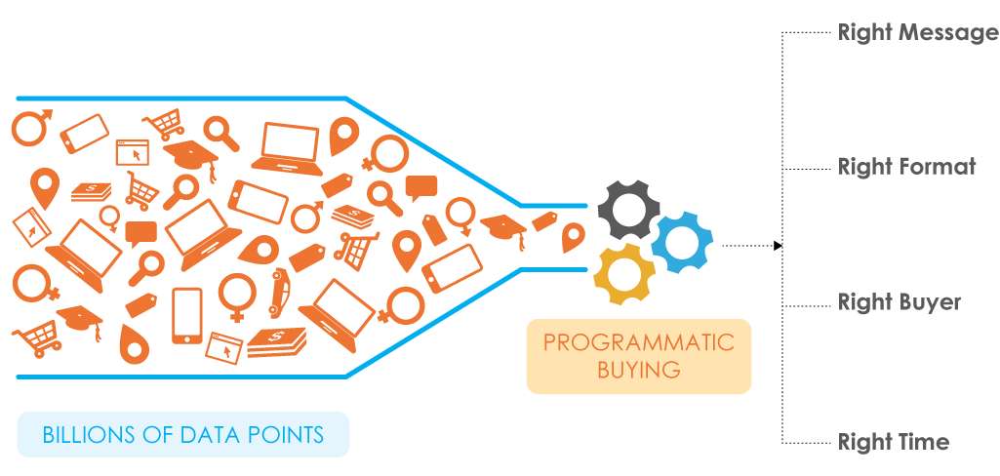 Right Message
Right Format
Right Buyer
PROGRAMMATIC
BUYING
BILLIONS OF DATA POINTS
Right Time
$
$
$